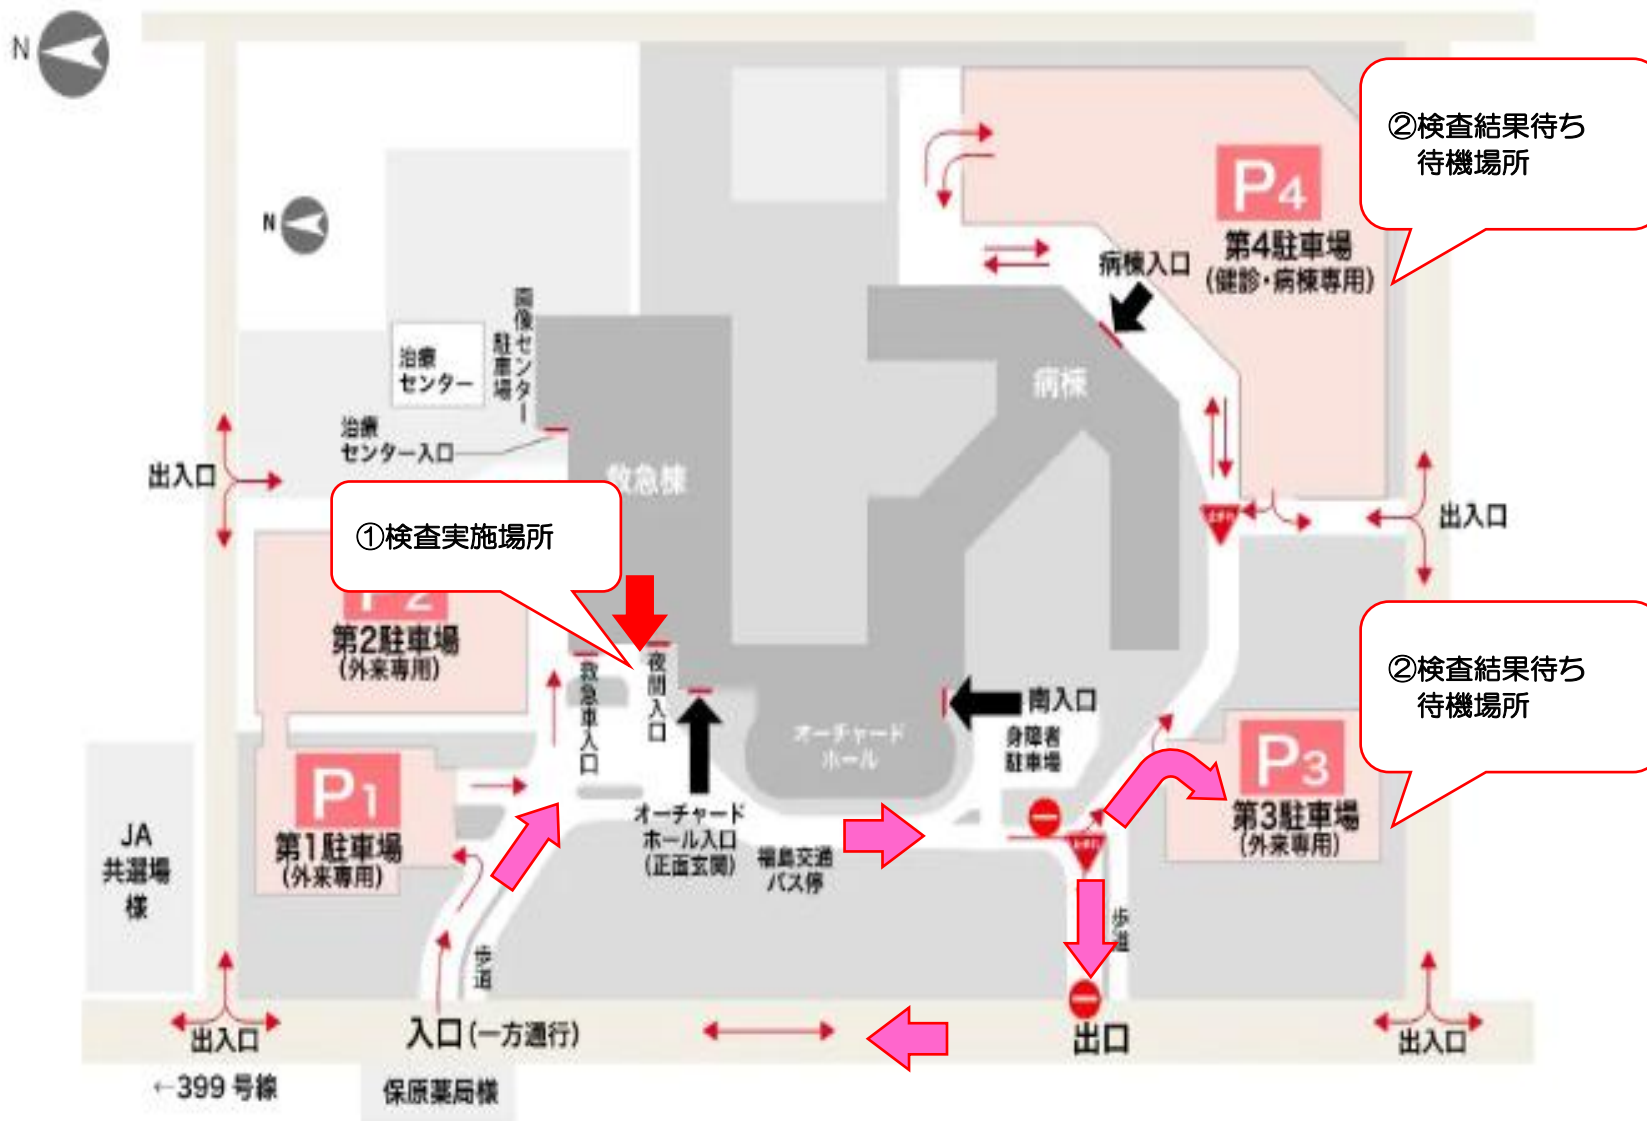 N
②検査結果待ち
待機場所
P4
第4駐車場
(健診・病棟専用)
N
病棟入口
画像センター
駐車場
治療
センター
病棟
治療
センター入口
救急棟
出入口
出入口
①検査実施場所
P2
第2駐車場
(外来専用)
救急車入口
夜間入口
②検査結果待ち
待機場所
南入口
身障者
駐車場
オーチャード
ホール
P1
第1駐車場
(外来専用)
P3
第3駐車場
(外来専用)
オーチャード
ホール入口
(正面玄関)
福島交通
バス停
JA
共選場
様
歩道
歩道
出入口
入口(一方通行)
出口
出入口
←399号線
保原薬局様